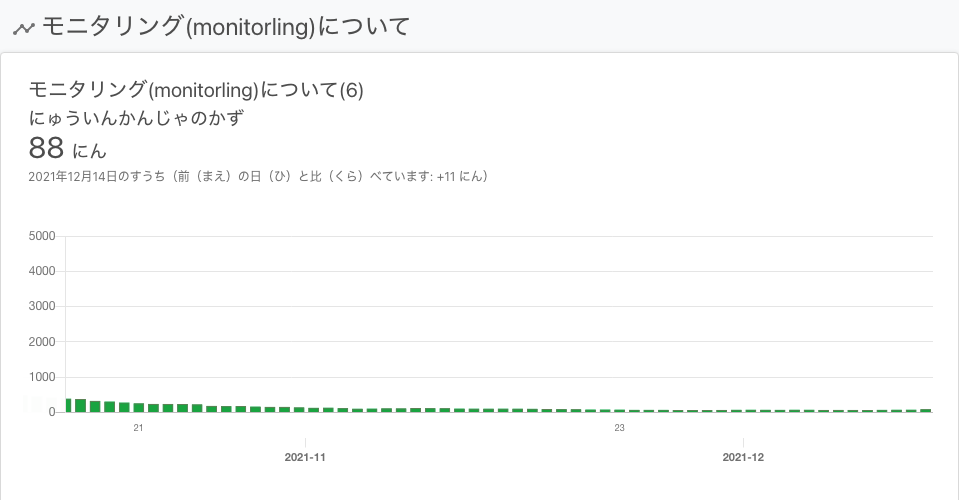 モニタリング(monitorling)について
モニタリング(monitorling)について(6)
にゅういんかんじゃのかず
88 にん
2021年12月14日のすうち（前（まえ）の日（ひ）と比（くら）べています: +11 にん）
5000
4000
3000
2000
1000
0
21
23
2021-11
2021-12